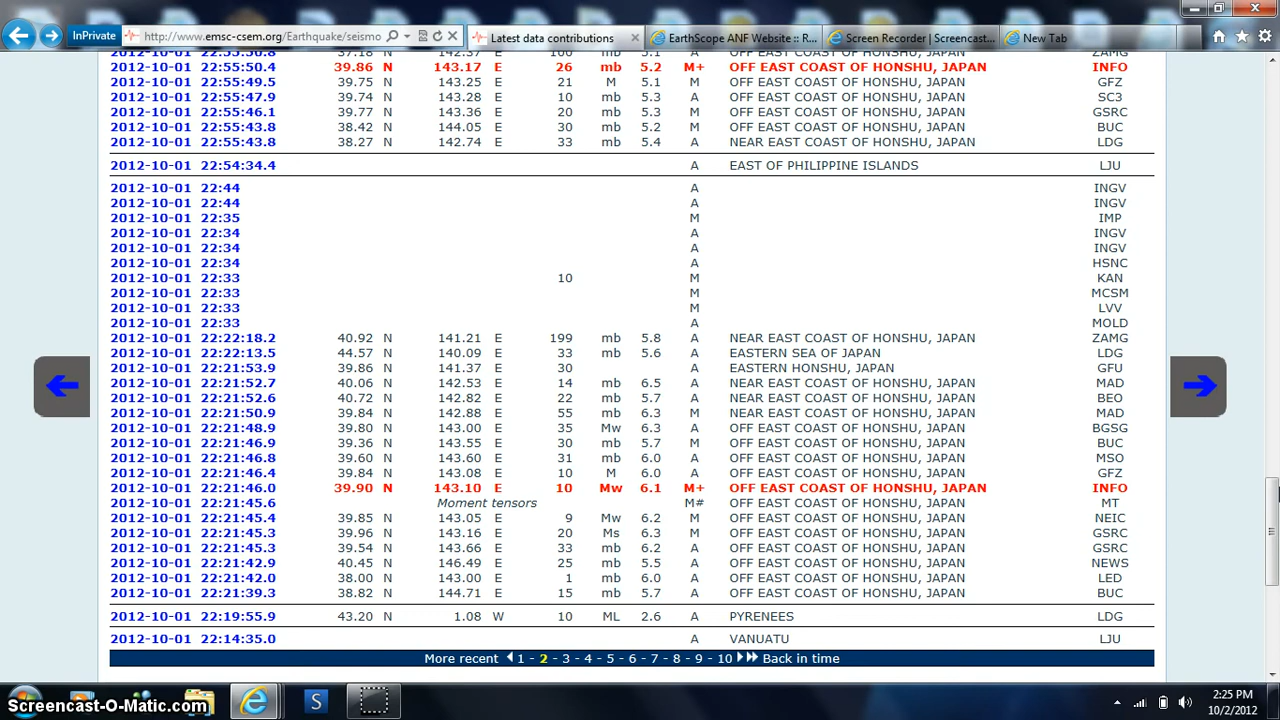 InPrivate http://www.emsc-csem.org/Earthquake/seismo Latest data contributions EarthScope ANF Website :: R... Screen Recorder | Screencast... New Tab
37.18 N 142.37 E 100 mb 5.1 A OFF EAST COAST OF HONSHU, JAPAN ZAMG
2012-10-01 22:55:50.4 39.86 N 143.17 E 26 mb 5.2 M+ OFF EAST COAST OF HONSHU, JAPAN INFO
2012-10-01 22:55:49.5 39.75 N 143.25 E 21 M 5.1 M OFF EAST COAST OF HONSHU, JAPAN GFZ
2012-10-01 22:55:47.9 39.74 N 143.28 E 10 mb 5.3 A OFF EAST COAST OF HONSHU, JAPAN SC3
2012-10-01 22:55:46.1 39.77 N 143.36 E 20 mb 5.3 M OFF EAST COAST OF HONSHU, JAPAN GSRC
2012-10-01 22:55:43.8 38.42 N 144.05 E 30 mb 5.2 M OFF EAST COAST OF HONSHU, JAPAN BUC
2012-10-01 22:55:43.8 38.27 N 142.74 E 33 mb 5.4 A NEAR EAST COAST OF HONSHU, JAPAN LDG
2012-10-01 22:54:34.4 A EAST OF PHILIPPINE ISLANDS LJU
2012-10-01 22:44 A INGV
2012-10-01 22:44 A INGV
2012-10-01 22:35 M IMP
2012-10-01 22:34 A INGV
2012-10-01 22:34 A INGV
2012-10-01 22:34 A HSNC
2012-10-01 22:33 10 M KAN
2012-10-01 22:33 M MCSM
2012-10-01 22:33 M LVV
2012-10-01 22:33 A MOLD
2012-10-01 22:22:18.2 40.92 N 141.21 E 199 mb 5.8 A NEAR EAST COAST OF HONSHU, JAPAN ZAMG
2012-10-01 22:22:13.5 44.57 N 140.09 E 33 mb 5.6 A EASTERN SEA OF JAPAN LDG
2012-10-01 22:21:53.9 39.86 N 141.37 E 30 A EASTERN HONSHU, JAPAN GFU
2012-10-01 22:21:52.7 40.06 N 142.53 E 14 mb 6.5 A NEAR EAST COAST OF HONSHU, JAPAN MAD
2012-10-01 22:21:52.6 40.72 N 142.82 E 22 mb 5.7 A NEAR EAST COAST OF HONSHU, JAPAN BEO
2012-10-01 22:21:50.9 39.84 N 142.88 E 55 mb 6.3 M NEAR EAST COAST OF HONSHU, JAPAN MAD
2012-10-01 22:21:48.9 39.80 N 143.00 E 35 Mw 6.3 A OFF EAST COAST OF HONSHU, JAPAN BGSG
2012-10-01 22:21:46.9 39.36 N 143.55 E 30 mb 5.7 M OFF EAST COAST OF HONSHU, JAPAN BUC
2012-10-01 22:21:46.8 39.60 N 143.60 E 31 mb 6.0 A OFF EAST COAST OF HONSHU, JAPAN MSO
2012-10-01 22:21:46.4 39.84 N 143.08 E 10 M 6.0 A OFF EAST COAST OF HONSHU, JAPAN GFZ
2012-10-01 22:21:46.0 39.90 N 143.10 E 10 Mw 6.1 M+ OFF EAST COAST OF HONSHU, JAPAN INFO
2012-10-01 22:21:45.6 Moment tensors M# OFF EAST COAST OF HONSHU, JAPAN MT
2012-10-01 22:21:45.4 39.85 N 143.05 E 9 Mw 6.2 M OFF EAST COAST OF HONSHU, JAPAN NEIC
2012-10-01 22:21:45.3 39.96 N 143.16 E 20 Ms 6.3 M OFF EAST COAST OF HONSHU, JAPAN GSRC
2012-10-01 22:21:45.3 39.54 N 143.66 E 33 mb 6.2 A OFF EAST COAST OF HONSHU, JAPAN GSRC
2012-10-01 22:21:42.9 40.45 N 146.49 E 25 mb 5.5 A OFF EAST COAST OF HONSHU, JAPAN NEWS
2012-10-01 22:21:42.0 38.00 N 143.00 E 1 mb 6.0 A OFF EAST COAST OF HONSHU, JAPAN LED
2012-10-01 22:21:39.3 38.82 N 144.71 E 15 mb 5.7 A OFF EAST COAST OF HONSHU, JAPAN BUC
2012-10-01 22:19:55.9 43.20 N 1.08 W 10 ML 2.6 A PYRENEES LDG
2012-10-01 22:14:35.0 A VANUATU LJU
More recent 1 - 2 - 3 - 4 - 5 - 6 - 7 - 8 - 9 - 10 Back in time
2:25 PM
Screencast-O-Matic.com
10/2/2012